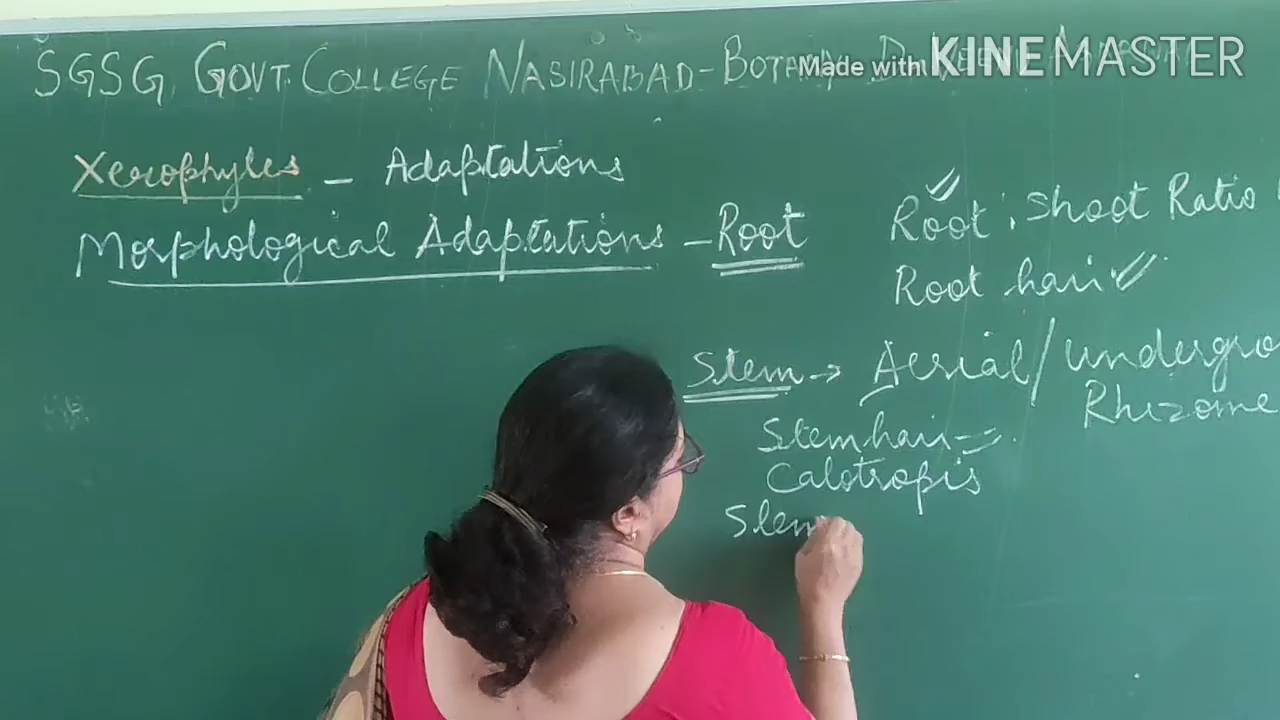 SGSG GOVT. COLLEGE NASIRABAD - BOTANY
Made with KINEMASTER
Xerophytes - Adaptations
Morphological Adaptations - Root
Root : Shoot Ratio
Root hair
Stem → Aerial / undergro
Rhizome
Stem hair -
Calotropis
Stem